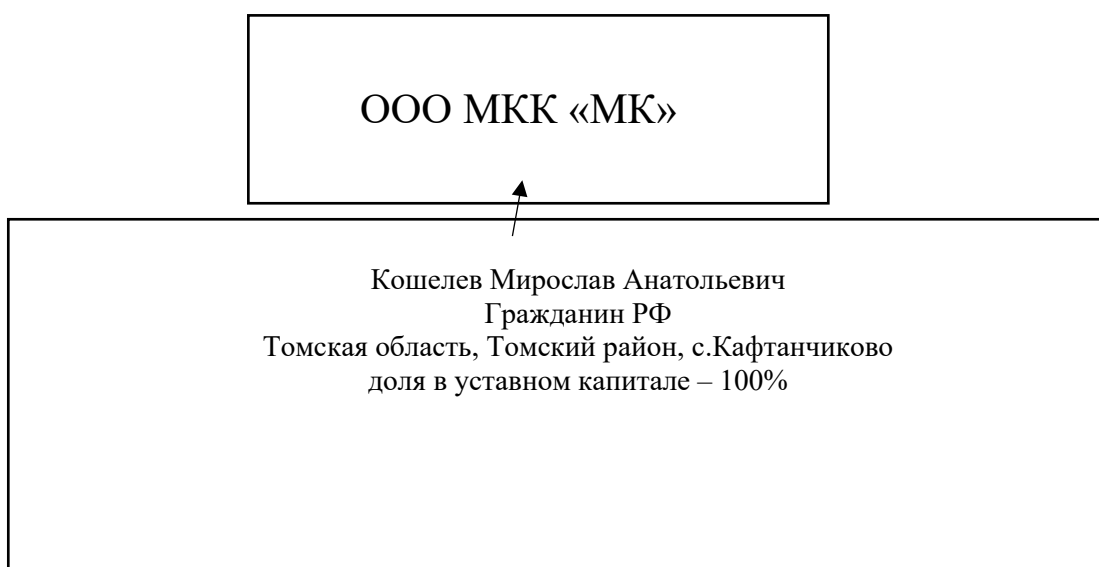 ООО МКК «МК»
Кошелев Мирослав Анатольевич
Гражданин РФ
Томская область, Томский район, с.Кафтанчиково
доля в уставном капитале – 100%